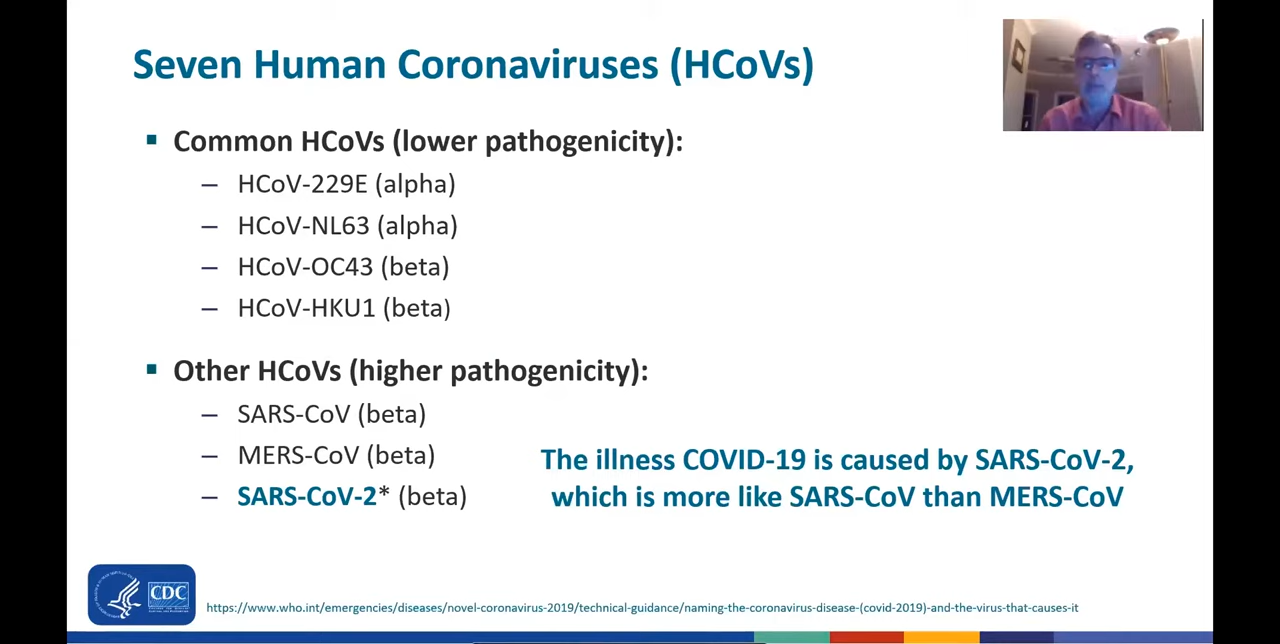 Seven Human Coronaviruses (HCoVs)
▪ Common HCoVs (lower pathogenicity):
– HCoV-229E (alpha)
– HCoV-NL63 (alpha)
– HCoV-OC43 (beta)
– HCoV-HKU1 (beta)
▪ Other HCoVs (higher pathogenicity):
– SARS-CoV (beta)
– MERS-CoV (beta)
– SARS-CoV-2* (beta)
The illness COVID-19 is caused by SARS-CoV-2,
which is more like SARS-CoV than MERS-CoV
CDC
https://www.who.int/emergencies/diseases/novel-coronavirus-2019/technical-guidance/naming-the-coronavirus-disease-(covid-2019)-and-the-virus-that-causes-it